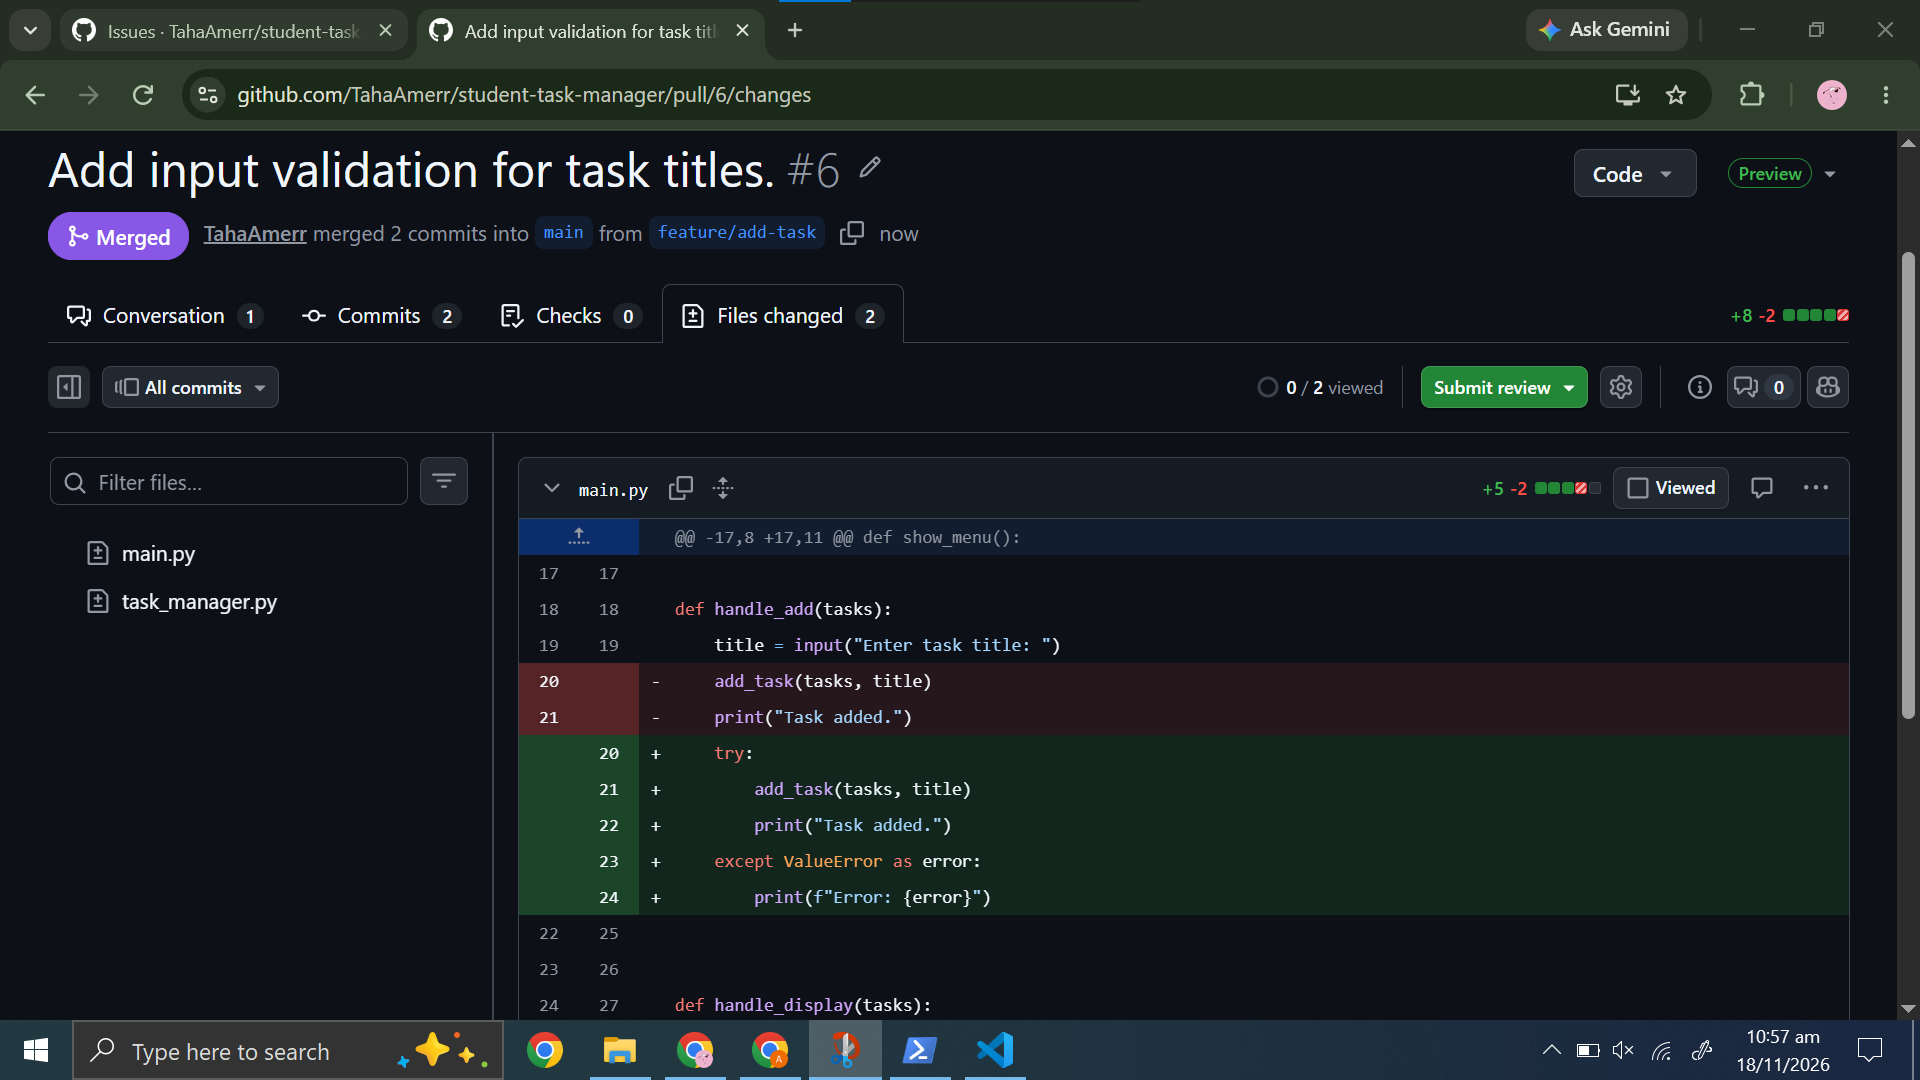 Issues · TahaAmerr/student-task
Add input validation for task titl
Ask Gemini
github.com/TahaAmerr/student-task-manager/pull/6/changes
Add input validation for task titles. #6
Code
Preview
Merged
TahaAmerr merged 2 commits into main from feature/add-task now
Conversation 1
Commits 2
Checks 0
Files changed 2
+8 -2
All commits
0 / 2 viewed
Submit review
0
Filter files...
main.py
task_manager.py
main.py
+5 -2
Viewed
@@ -17,8 +17,11 @@ def show_menu():
17 17
18 18 def handle_add(tasks):
19 19 title = input("Enter task title: ")
20 - add_task(tasks, title)
21 - print("Task added.")
20 + try:
21 + add_task(tasks, title)
22 + print("Task added.")
23 + except ValueError as error:
24 + print(f"Error: {error}")
22 25
23 26
24 27 def handle_display(tasks):
Type here to search
A
10:57 am
18/11/2026